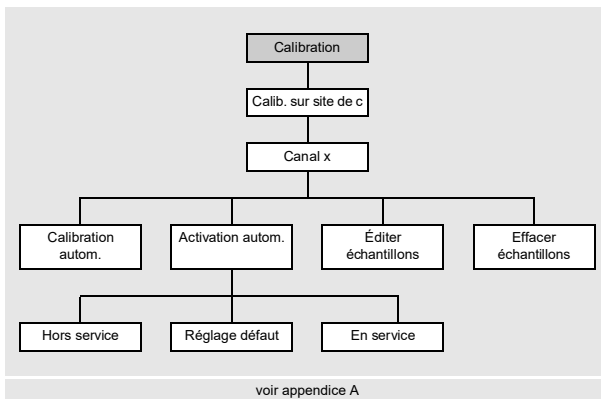 Calibration
Calib. sur site de c
Canal x
Calibration
autom.
Activation autom.
Éditer
échantillons
Effacer
échantillons
Hors service
Réglage défaut
En service
voir appendice A